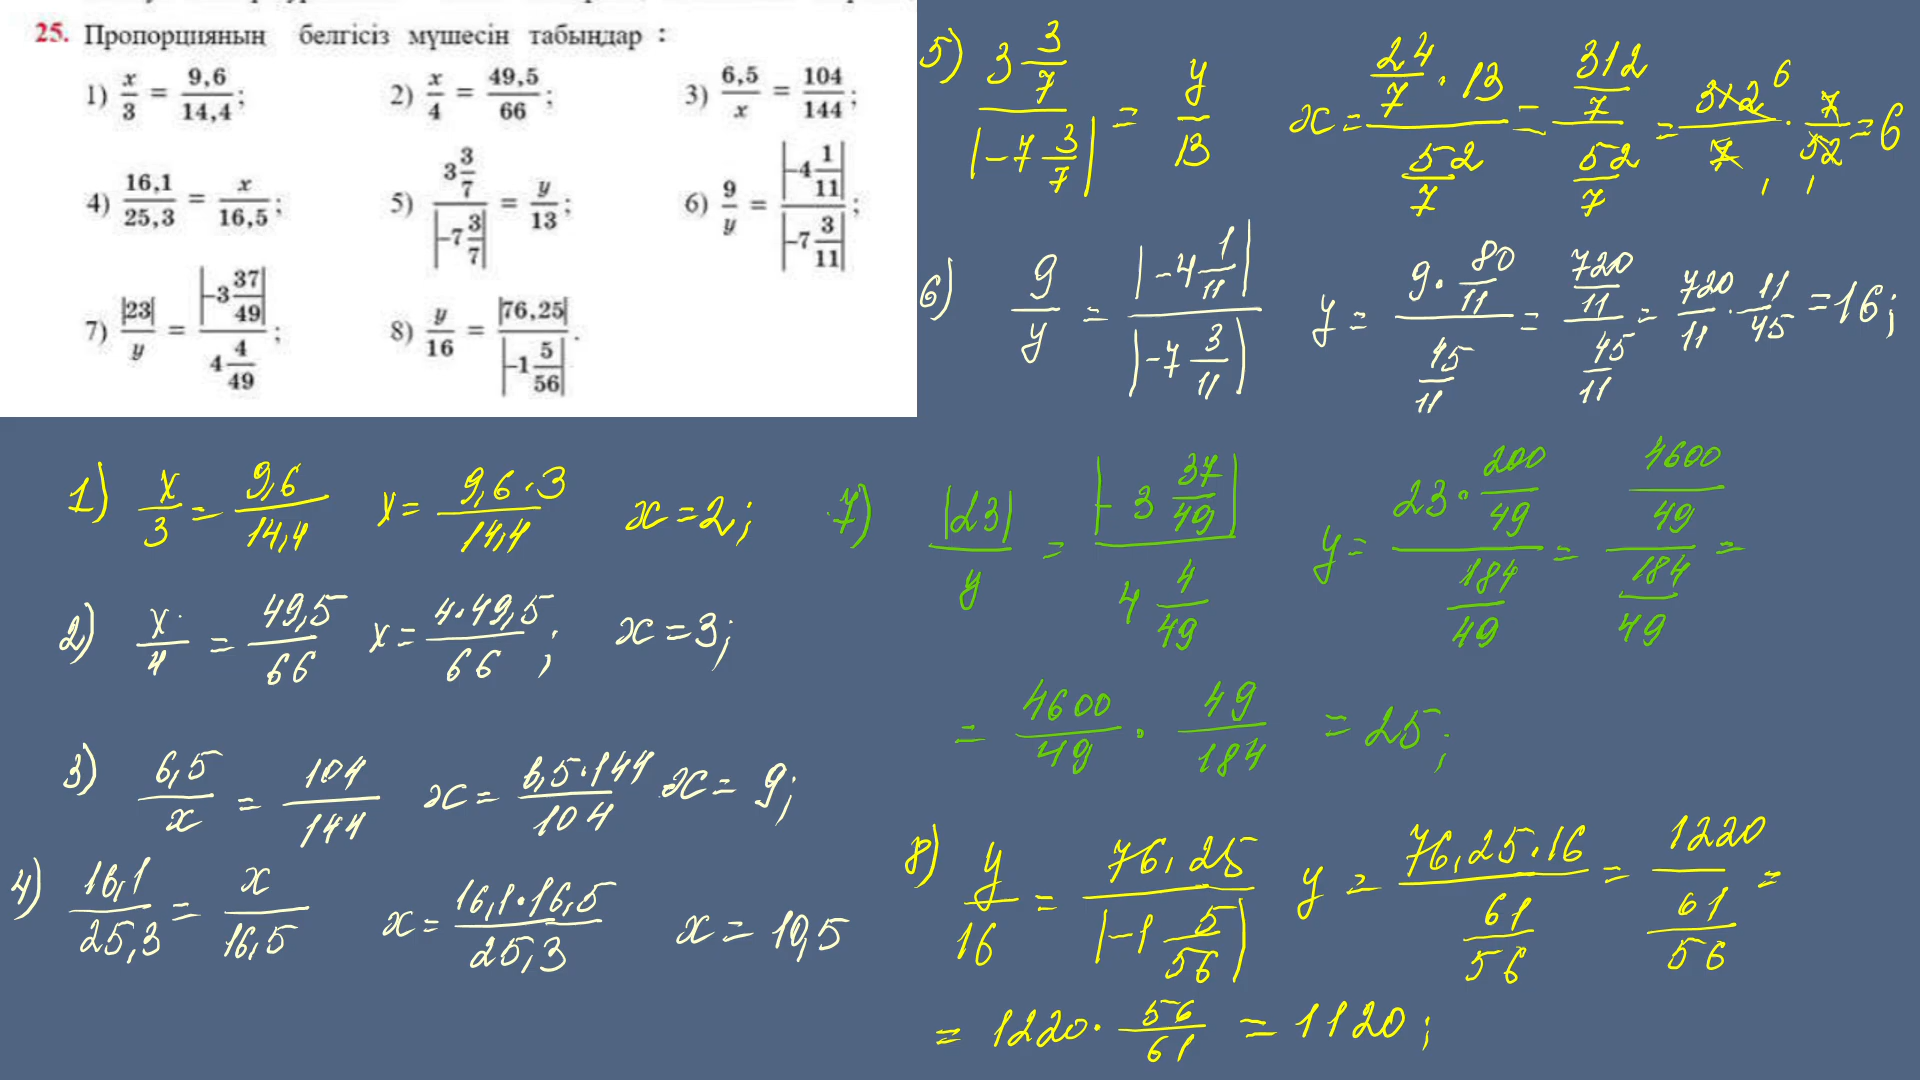 25. Пропорцияның белгісіз мүшесін табыңдар :
1) x/3 = 9,6/14,4; 2) x/4 = 49,5/66; 3) 6,5/x = 104/144;
4) 16,1/25,3 = x/16,5; 5) 3 3/7 / |-7 3/7| = y/13; 6) 9/y = |-4 1/11| / |-7 3/11|;
7) |23|/y = |-3 37/49| / 4 4/49; 8) y/16 = |76,25| / |-1 5/56|.
1) x/3 = 9,6/14,4 x = 9,6·3/14,4 x = 2;
2) x/4 = 49,5/66 x = 4·49,5/66; x = 3;
3) 6,5/x = 104/144 x = 6,5·144/104 x = 9;
4) 16,1/25,3 = x/16,5 x = 16,1·16,5/25,3 x = 10,5
5) 3 3/7 / |-7 3/7| = y/13 x = 24/7 · 13 / 52/7 = 312/7 / 52/7 = 312/7 · 7/52 = 6
6) 9/y = |-4 1/11| / |-7 3/11| y = 9 · 80/11 / 45/11 = 720/11 / 45/11 = 720/11 · 11/45 = 16;
7) |23|/y = |-3 37/49| / 4 4/49 y = 23 · 200/49 / 184/49 = 4600/49 / 184/49 =
= 4600/49 · 49/184 = 25;
8) y/16 = 76,25 / |-1 5/56| y = 76,25·16 / 61/56 = 1220 / 61/56 =
= 1220 · 56/61 = 1120;